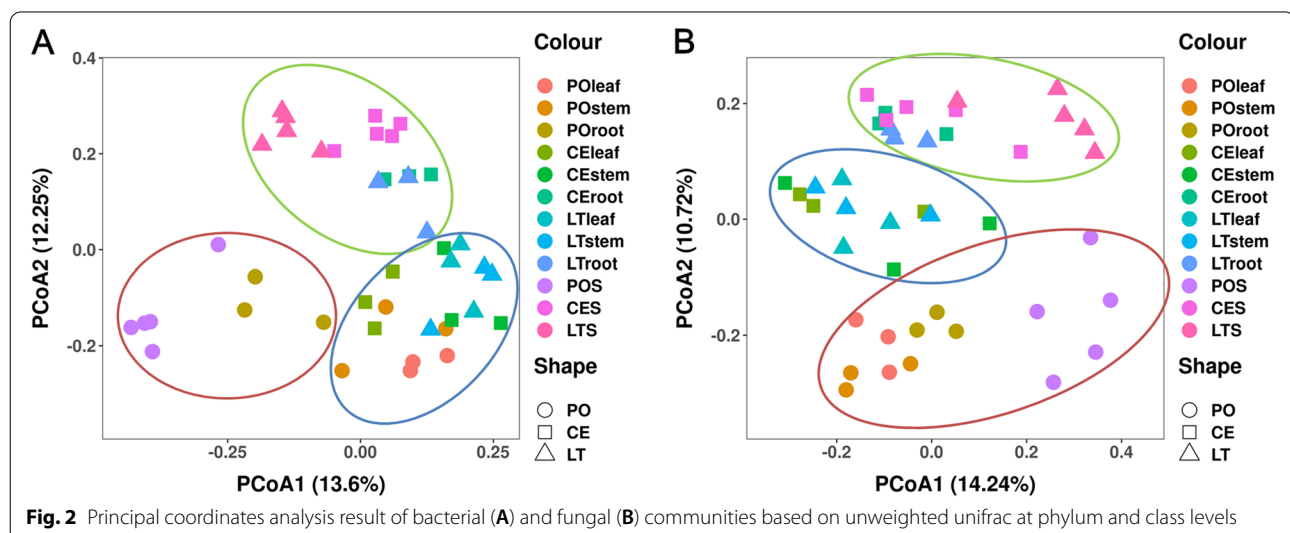 A
B
0.4
0.2
0.0
-0.2
PCoA2 (12.25%)
-0.25
0.00
0.25
PCoA1 (13.6%)
Colour
POleaf
POstem
POroot
CEleaf
CEstem
CEroot
LTleaf
LTstem
LTroot
POS
CES
LTS
Shape
PO
CE
LT
0.2
0.0
-0.2
PCoA2 (10.72%)
-0.2
0.0
0.2
0.4
PCoA1 (14.24%)
Colour
POleaf
POstem
POroot
CEleaf
CEstem
CEroot
LTleaf
LTstem
LTroot
POS
CES
LTS
Shape
PO
CE
LT
Fig. 2 Principal coordinates analysis result of bacterial (A) and fungal (B) communities based on unweighted unifrac at phylum and class levels